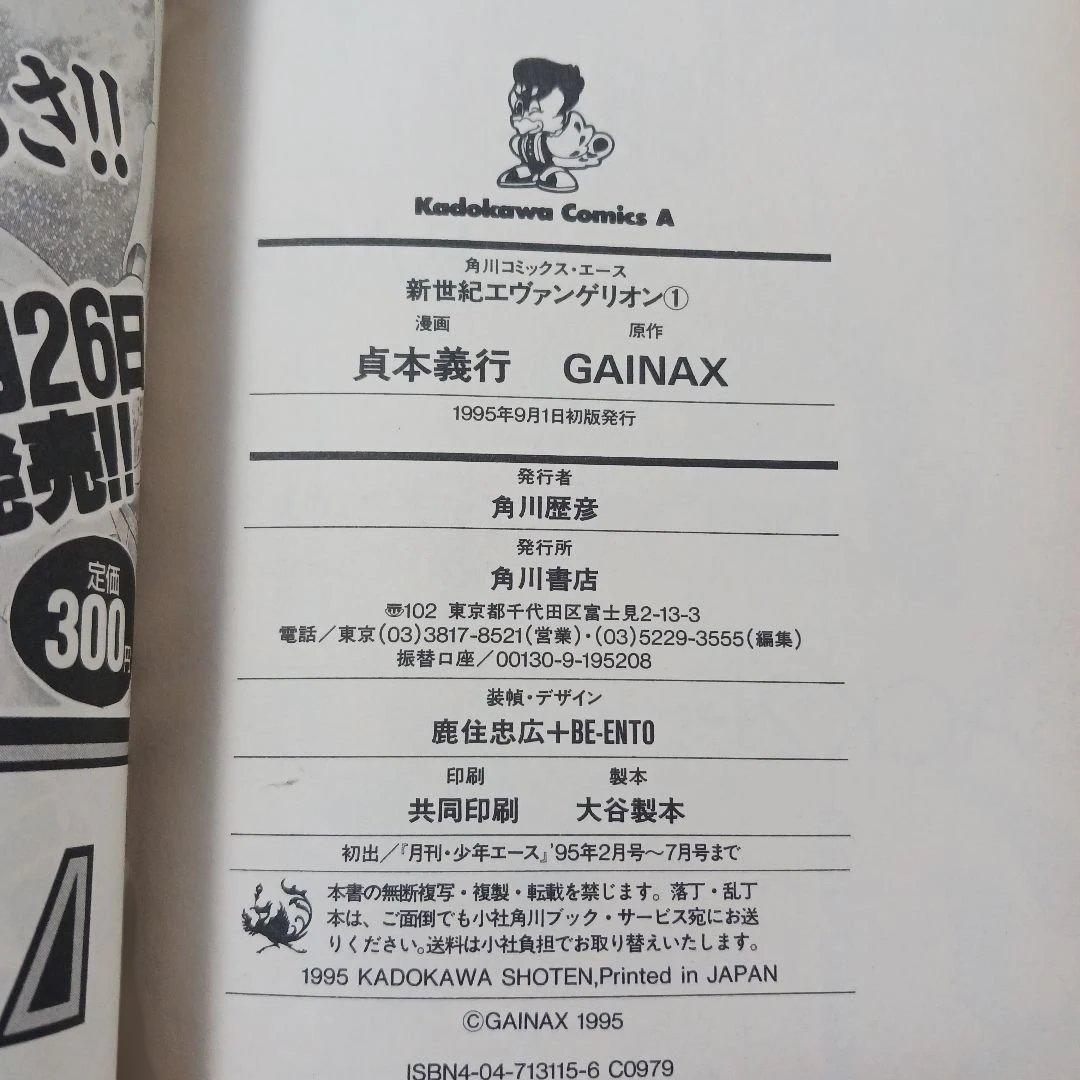 さ!!
26日
発売!!
定価
300円
Kadokawa Comics A
角川コミックス・エース
新世紀エヴァンゲリオン①
漫画 原作
貞本義行 GAINAX
1995年9月1日初版発行
発行者
角川歴彦
発行所
角川書店
〠102 東京都千代田区富士見2-13-3
電話/東京(03)3817-8521(営業)・(03)5229-3555(編集)
振替口座/00130-9-195208
装幀・デザイン
鹿住忠広+BE-ENTO
印刷 製本
共同印刷 大谷製本
初出/『月刊・少年エース』'95年2月号〜7月号まで
本書の無断複写・複製・転載を禁じます。落丁・乱丁
本は、ご面倒でも小社角川ブック・サービス宛にお送
りください。送料は小社負担でお取り替えいたします。
1995 KADOKAWA SHOTEN,Printed in JAPAN
©GAINAX 1995
ISBN4-04-713115-6 C0979